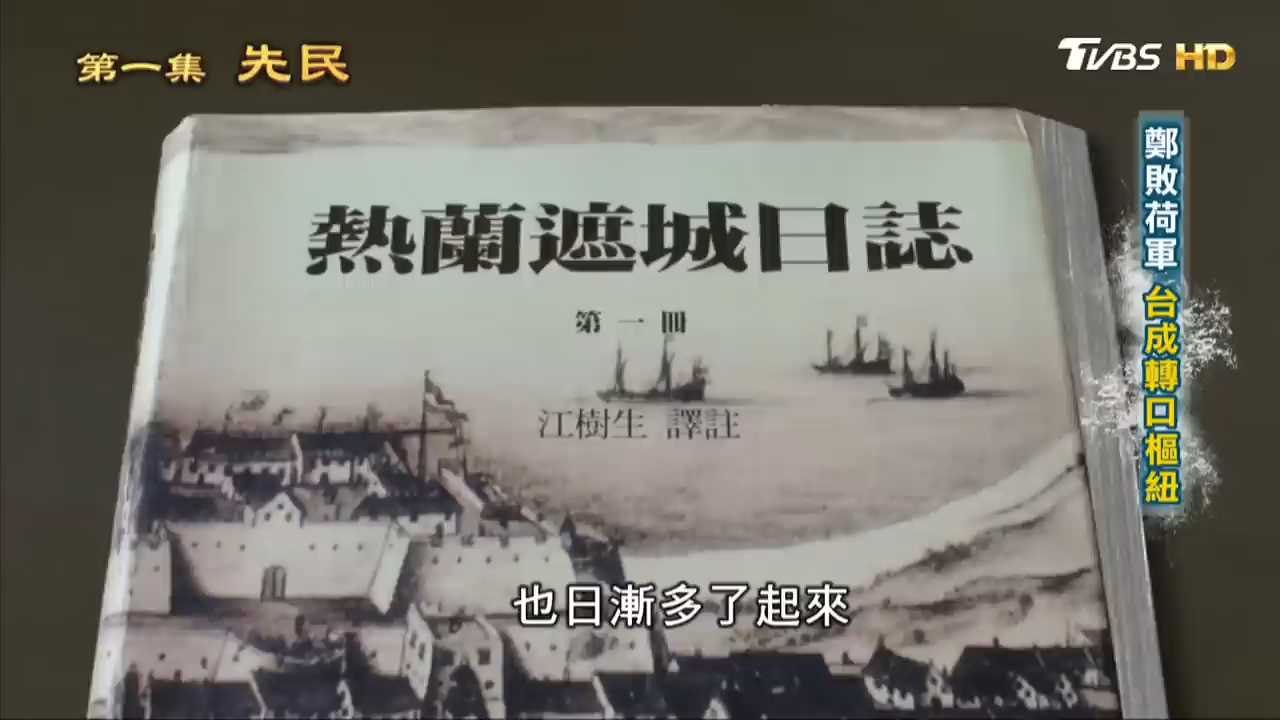 第一集 先民
TVBS HD
熱蘭遮城日誌
第一冊
江樹生 譯註
鄭敗荷軍 台成轉口樞紐
也日漸多了起來